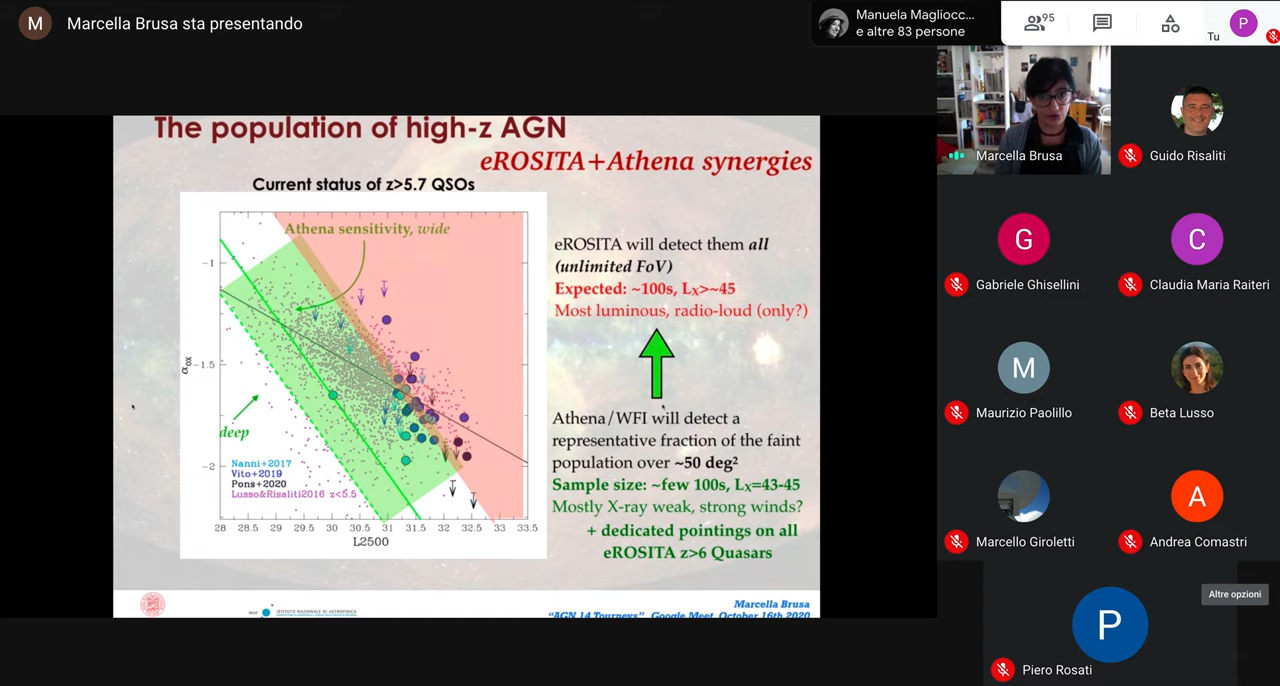 M
Marcella Brusa sta presentando
Manuela Magliocc...
e altre 83 persone
95
Tu
P
The population of high-z AGN
eROSITA+Athena synergies
Current status of z>5.7 QSOs
Athena sensitivity, wide
-1
-1.5
-2
αox
deep
Nanni+2017
Vito+2019
Pons+2020
Lusso&Risaliti2016 z<5.5
28 28.5 29 29.5 30 30.5 31 31.5 32 32.5 33 33.5
L2500
eROSITA will detect them all
(unlimited FoV)
Expected: ~100s, Lx>~45
Most luminous, radio-loud (only?)
Athena/WFI will detect a
representative fraction of the faint
population over ~50 deg²
Sample size: ~few 100s, Lx=43-45
Mostly X-ray weak, strong winds?
+ dedicated pointings on all
eROSITA z>6 Quasars
ISTITUTO NAZIONALE DI ASTROFISICA
Marcella Brusa
"AGN 14 Tourneys", Google Meet, October 16th 2020
Marcella Brusa
Guido Risaliti
G
Gabriele Ghisellini
C
Claudia Maria Raiteri
M
Maurizio Paolillo
Beta Lusso
Marcello Giroletti
A
Andrea Comastri
Altre opzioni
P
Piero Rosati